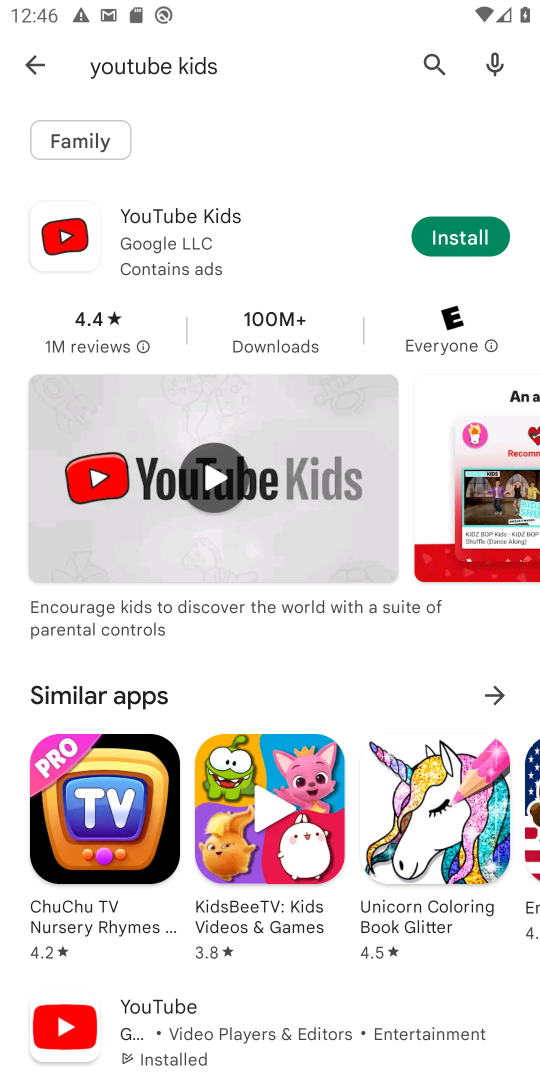 12:46
youtube kids
Family
YouTube Kids
Google LLC
Contains ads
Install
4.4★
1M reviews
100M+
Downloads
E
Everyone
YouTube Kids
An a
Recomm
KIDZ BOP Kids - KIDZ BOP
Shuffle (Dance Along)
Encourage kids to discover the world with a suite of
parental controls
Similar apps
PRO
TV
ChuChu TV
Nursery Rhymes ...
4.2★
KidsBeeTV: Kids
Videos & Games
3.8★
Unicorn Coloring
Book Glitter
4.5★
4.
YouTube
G... • Video Players & Editors • Entertainment
Installed